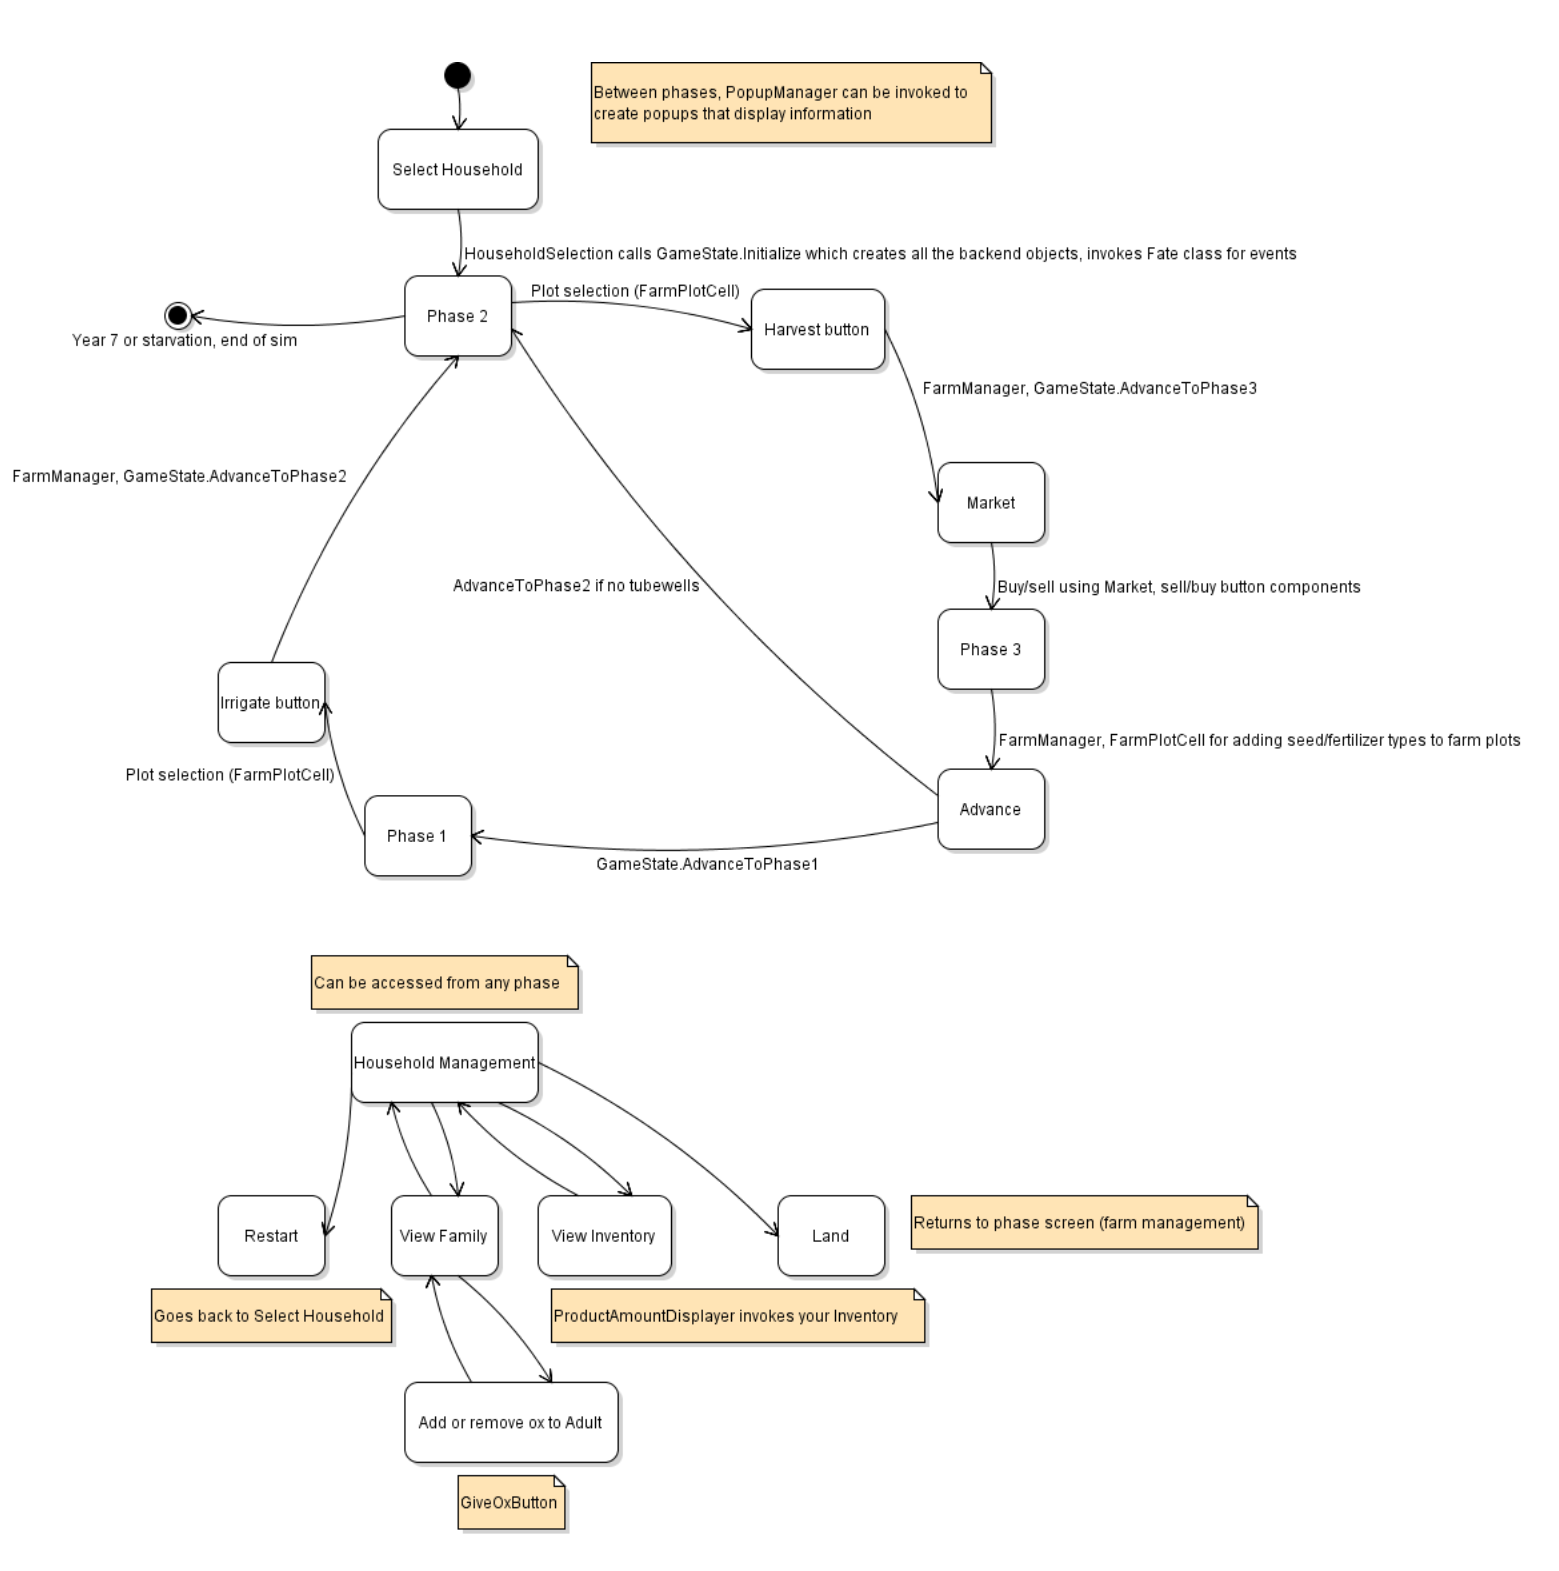 Between phases, PopupManager can be invoked to
create popups that display information
Select Household
HouseholdSelection calls GameState.Initialize which creates all the backend objects, invokes Fate class for events
Plot selection (FarmPlotCell)
Phase 2
Harvest button
Year 7 or starvation, end of sim
FarmManager, GameState.AdvanceToPhase3
FarmManager, GameState.AdvanceToPhase2
Market
AdvanceToPhase2 if no tubewells
Buy/sell using Market, sell/buy button components
Phase 3
Irrigate button
FarmManager, FarmPlotCell for adding seed/fertilizer types to farm plots
Plot selection (FarmPlotCell)
Advance
Phase 1
GameState.AdvanceToPhase1
Can be accessed from any phase
Household Management
Returns to phase screen (farm management)
Restart
View Family
View Inventory
Land
Goes back to Select Household
ProductAmountDisplayer invokes your Inventory
Add or remove ox to Adult
GiveOxButton